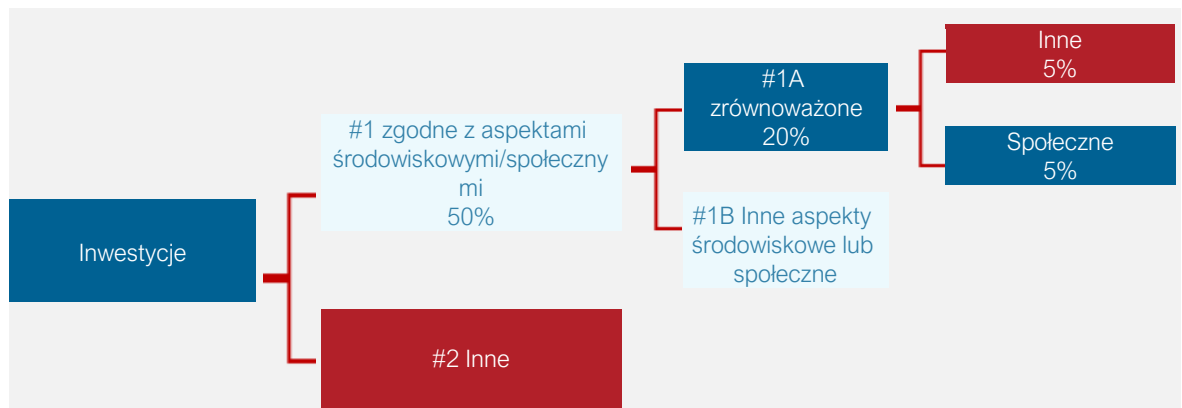 Inwestycje
#1 zgodne z aspektami
środowiskowymi/społeczny
mi
50%
#2 Inne
#1A
zrównoważone
20%
#1B Inne aspekty
środowiskowe lub
społeczne
Inne
5%
Społeczne
5%